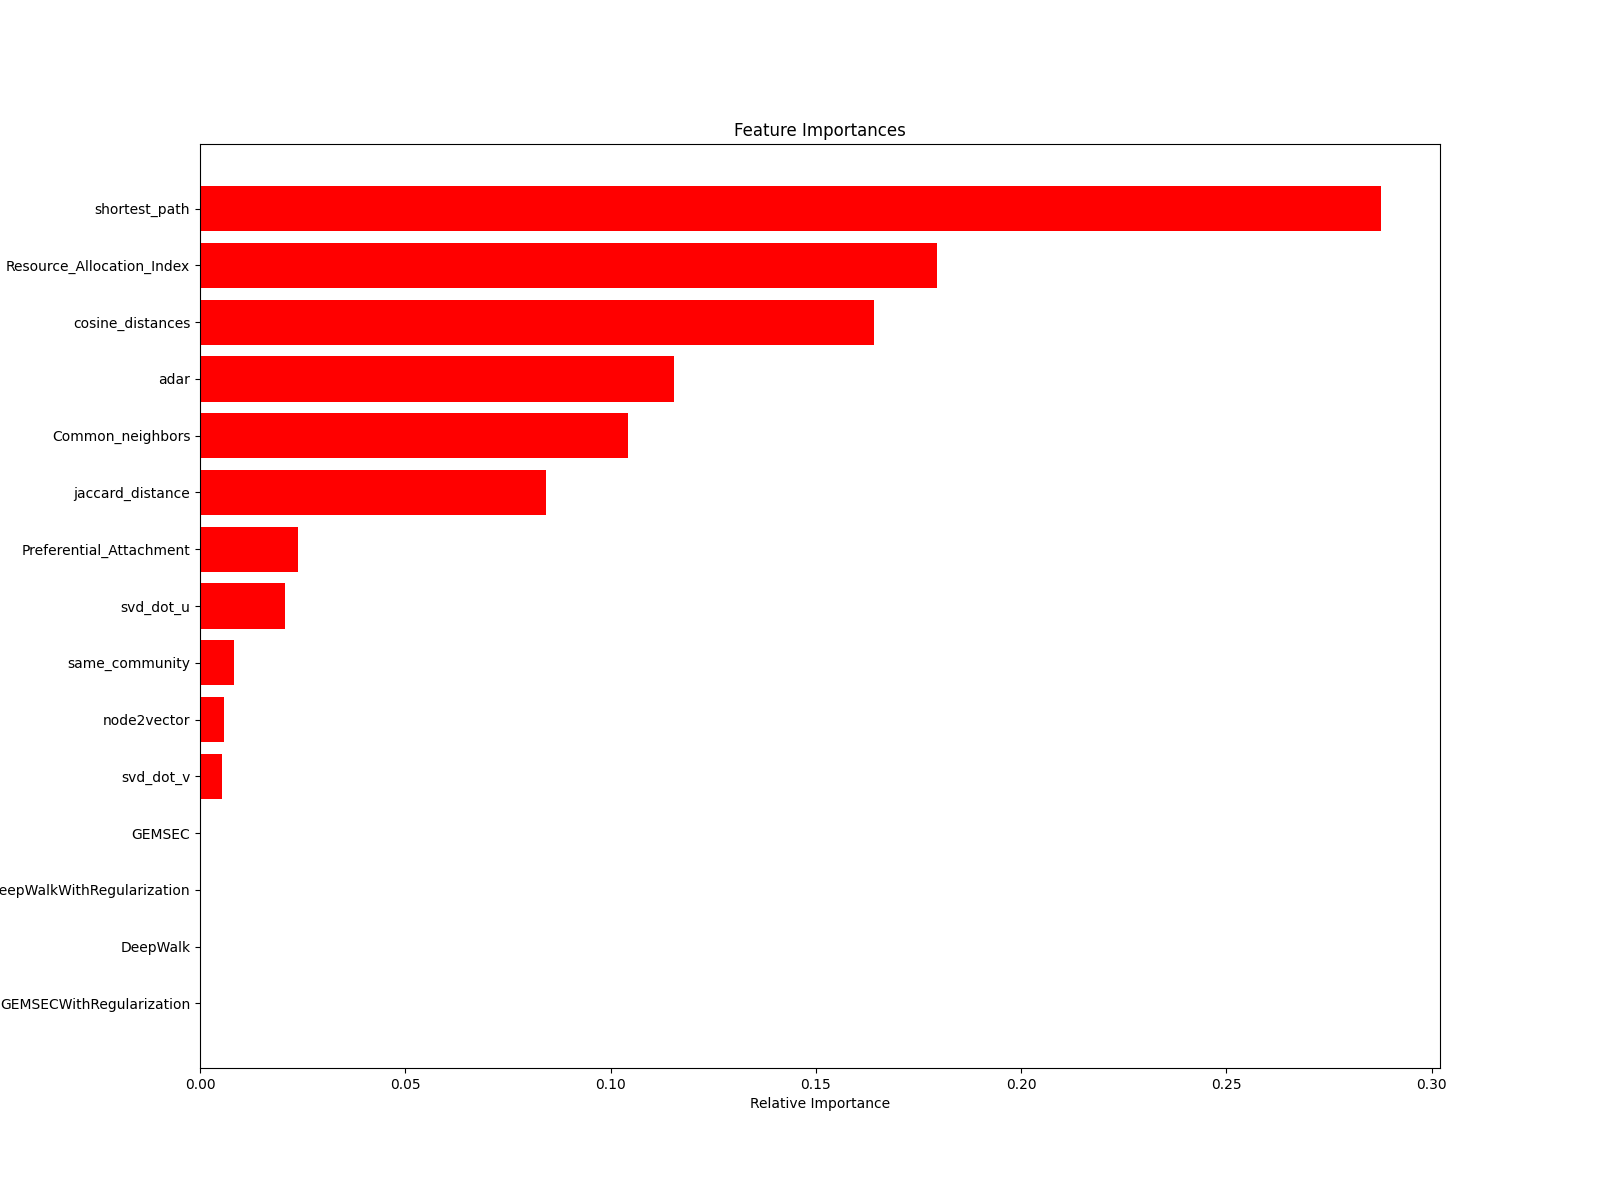 Feature Importances
shortest_path
Resource_Allocation_Index
cosine_distances
adar
Common_neighbors
jaccard_distance
Preferential_Attachment
svd_dot_u
same_community
node2vector
svd_dot_v
GEMSEC
eepWalkWithRegularization
DeepWalk
GEMSECWithRegularization
0.00 0.05 0.10 0.15 0.20 0.25 0.30
Relative Importance